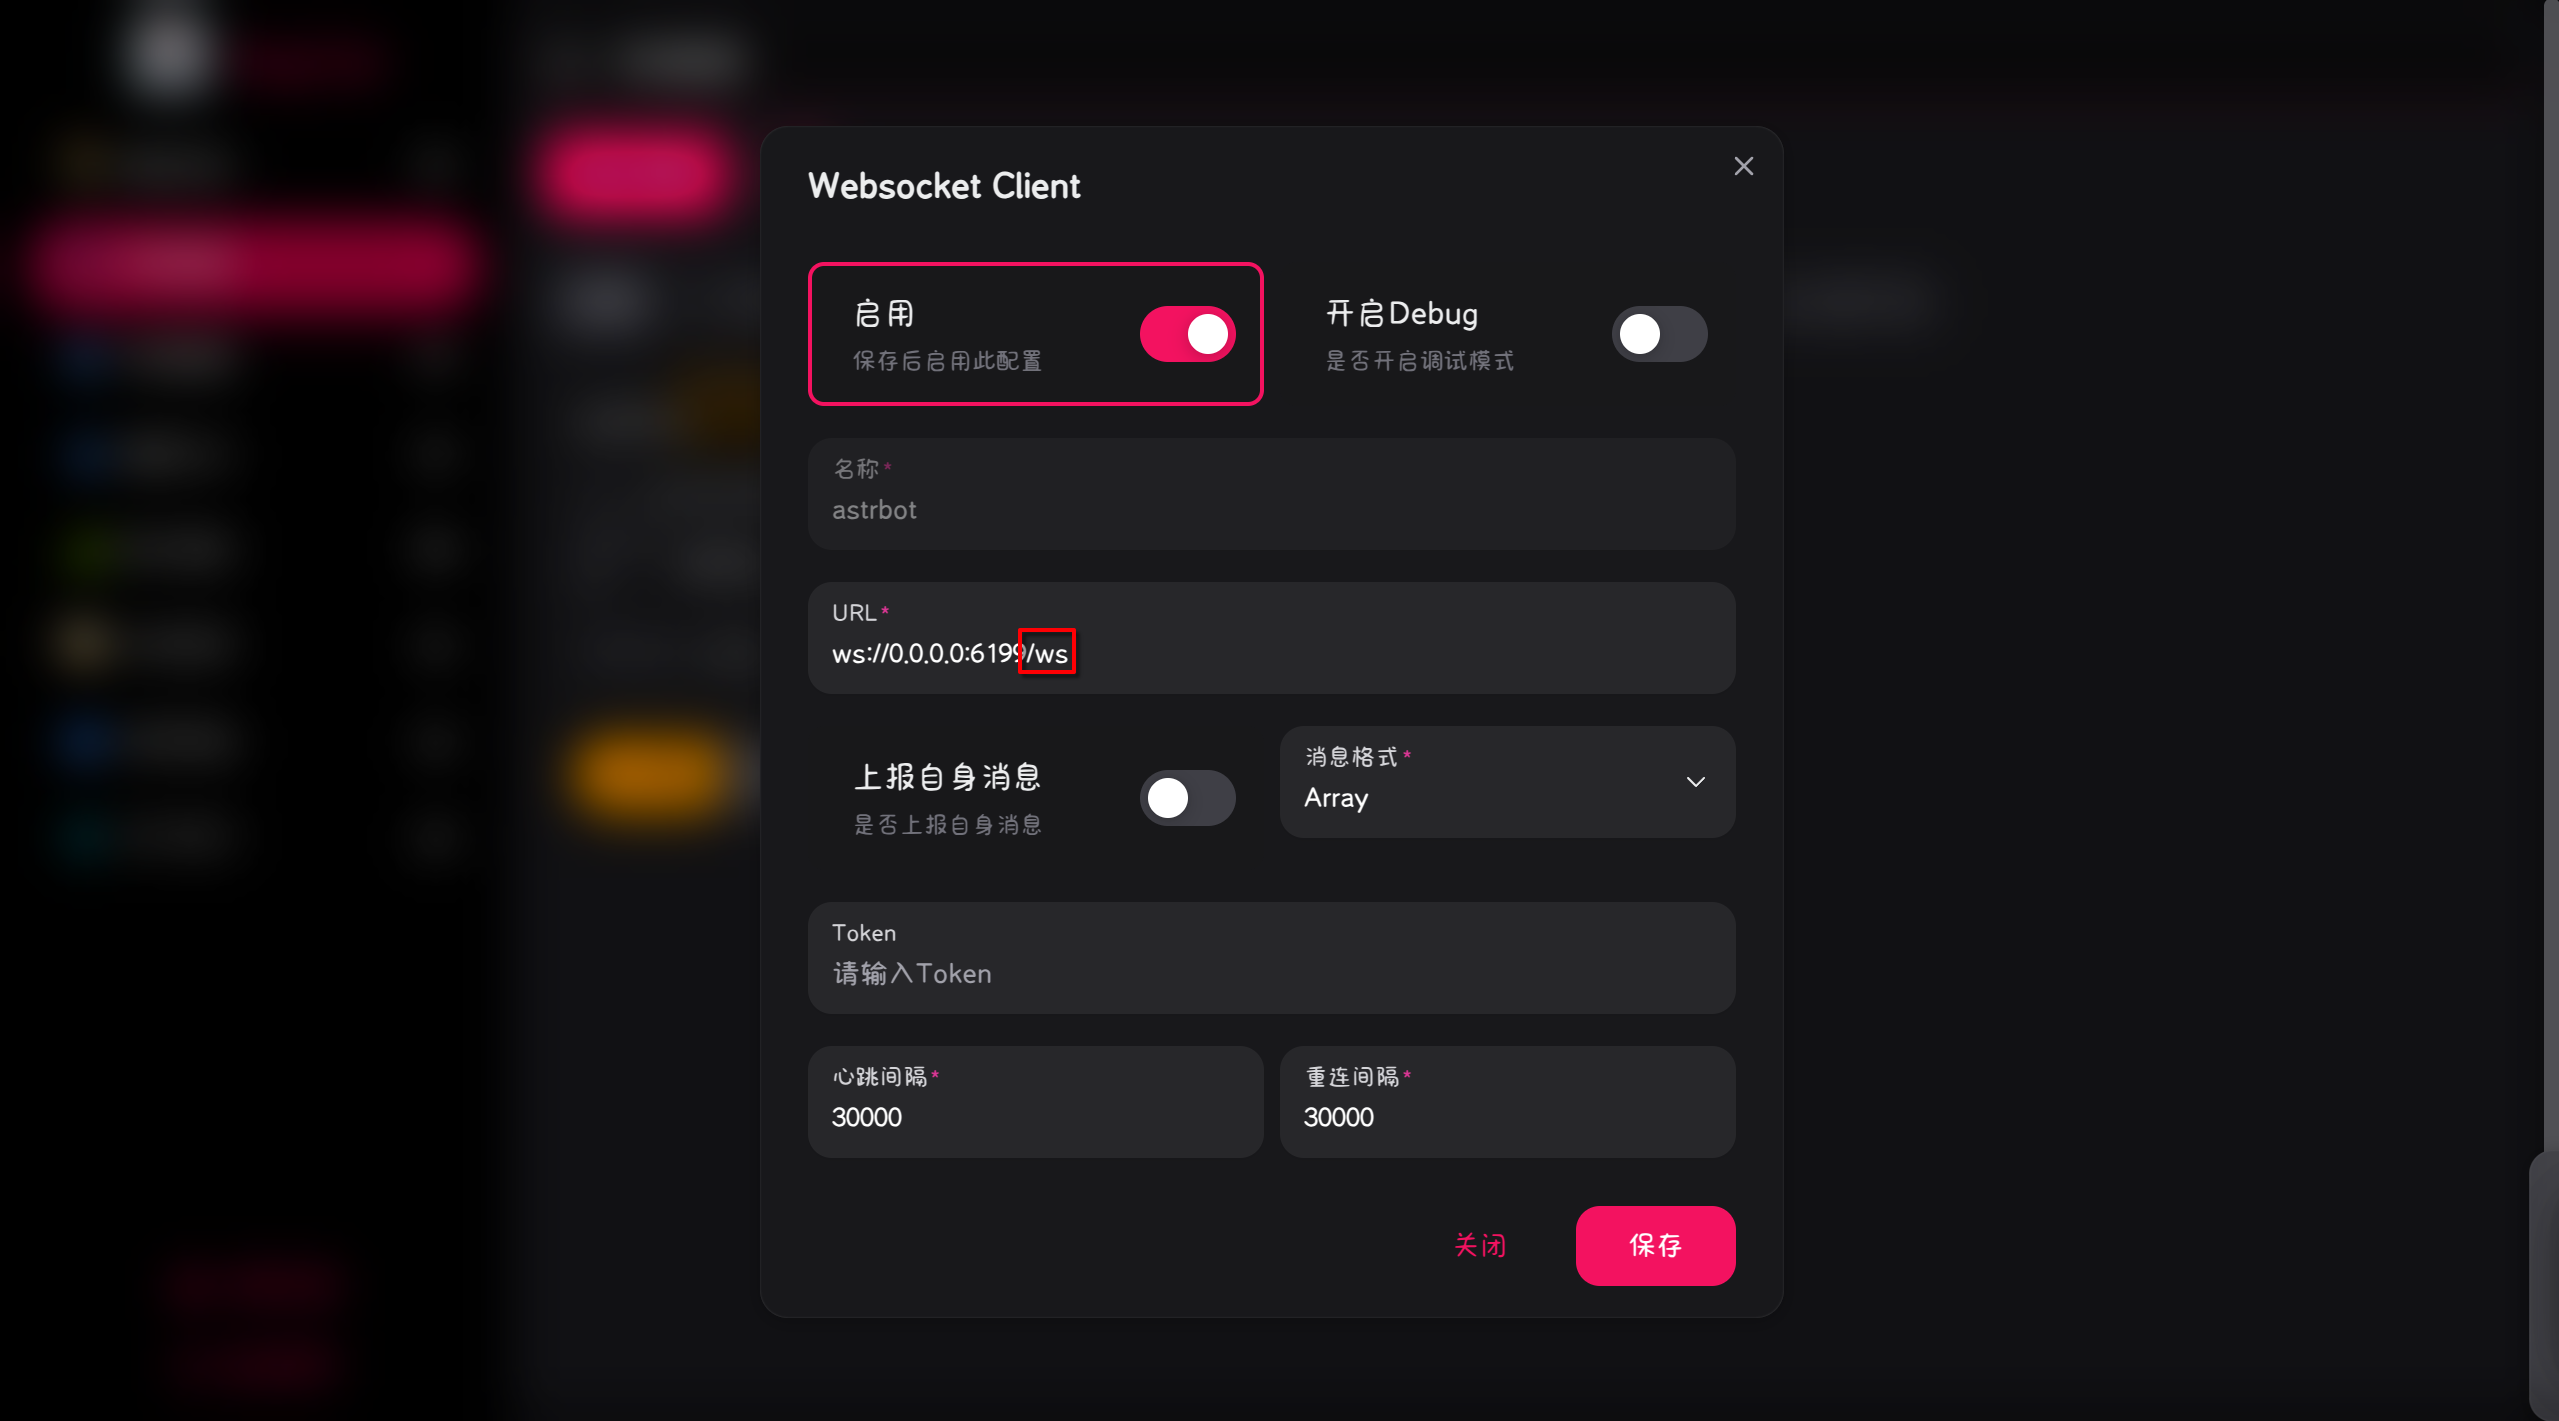 Websocket Client
启用
保存后启用此配置
开启Debug
是否开启调试模式
名称*
astrbot
URL*
ws://0.0.0.0:6199/ws
上报自身消息
是否上报自身消息
消息格式*
Array
Token
请输入Token
心跳间隔*
30000
重连间隔*
30000
关闭
保存